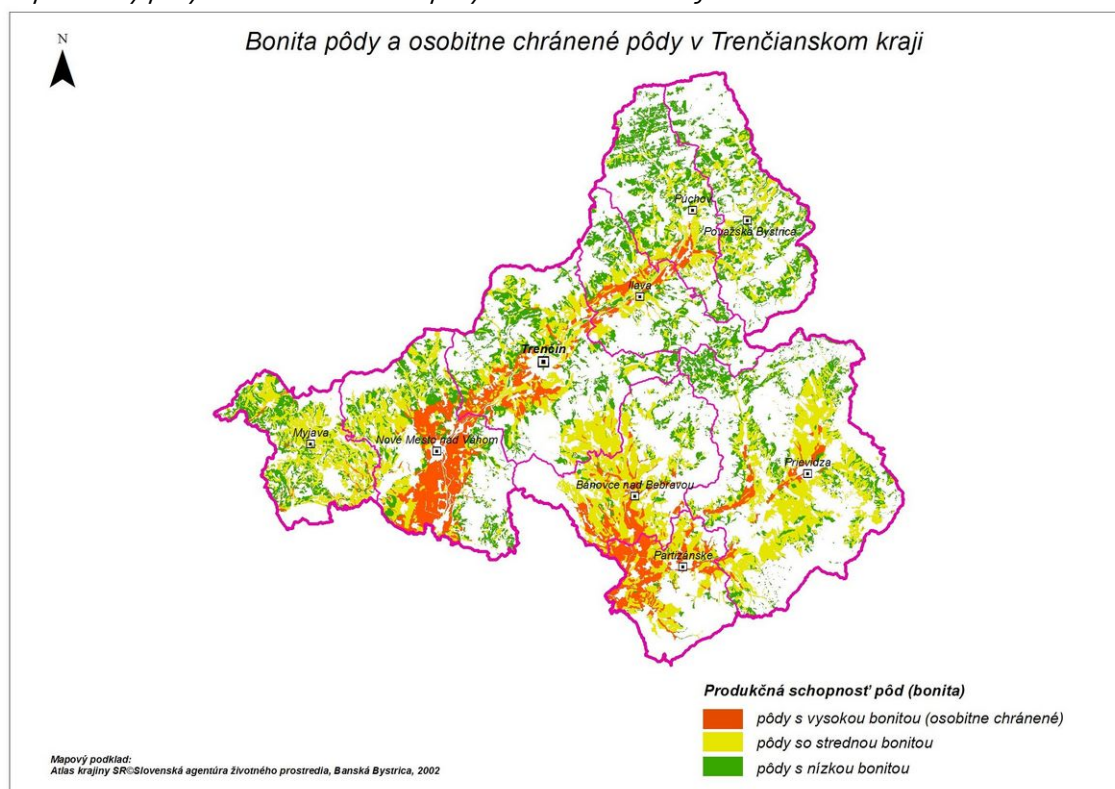 N
Bonita pôdy a osobitne chránené pôdy v Trenčianskom kraji
Púchov
Považská Bystrica
Ilava
Trenčín
Myjava
Nové Mesto nad Váhom
Prievidza
Bánovce nad Bebravou
Partizánske
Produkčná schopnosť pôd (bonita)
pôdy s vysokou bonitou (osobitne chránené)
pôdy so strednou bonitou
pôdy s nízkou bonitou
Mapový podklad:
Atlas krajiny SR©Slovenská agentúra životného prostredia, Banská Bystrica, 2002